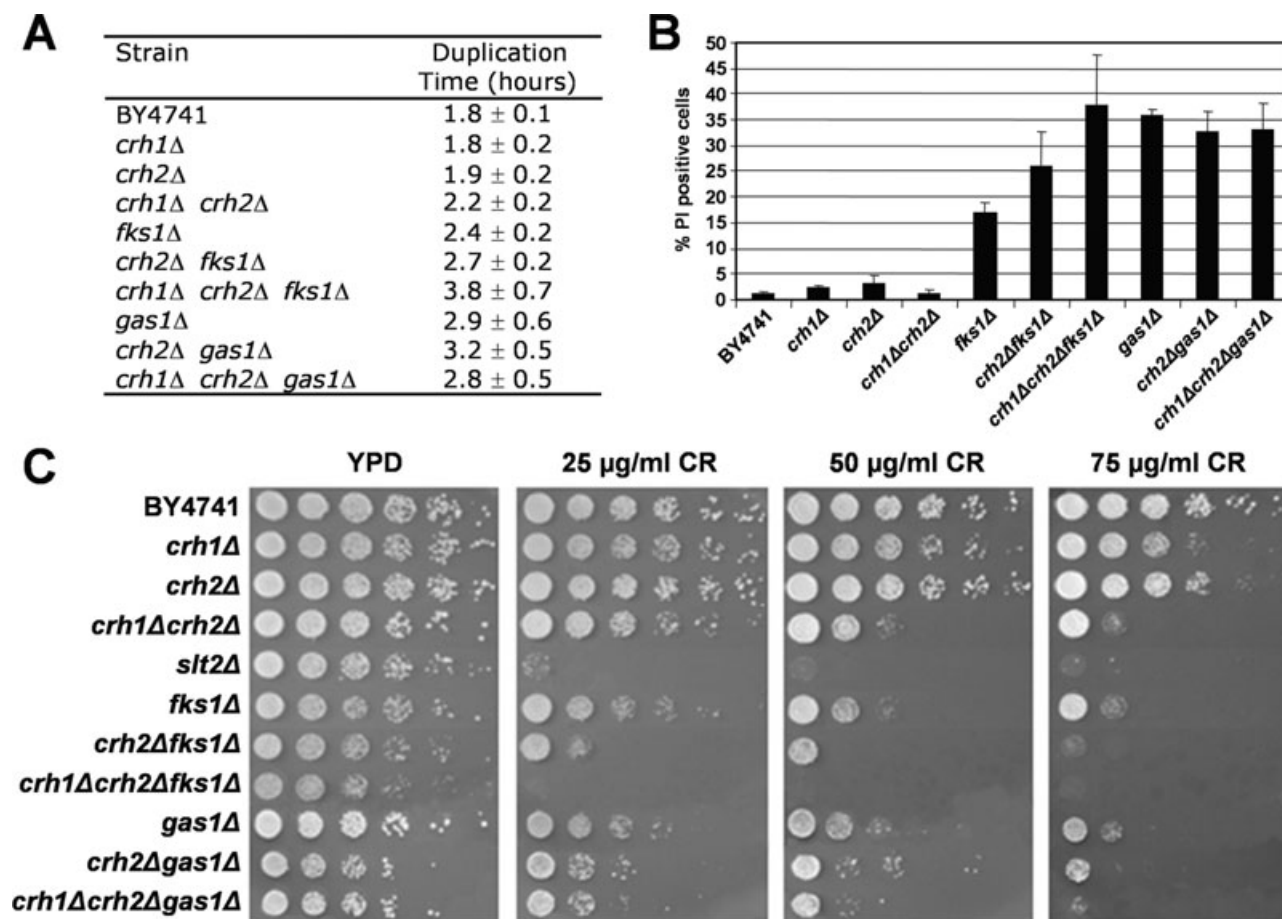 A
Strain Duplication
Time (hours)
BY4741 1.8 ± 0.1
crh1Δ 1.8 ± 0.2
crh2Δ 1.9 ± 0.2
crh1Δ crh2Δ 2.2 ± 0.2
fks1Δ 2.4 ± 0.2
crh2Δ fks1Δ 2.7 ± 0.2
crh1Δ crh2Δ fks1Δ 3.8 ± 0.7
gas1Δ 2.9 ± 0.6
crh2Δ gas1Δ 3.2 ± 0.5
crh1Δ crh2Δ gas1Δ 2.8 ± 0.5
B
% PI positive cells
50
45
40
35
30
25
20
15
10
5
0
BY4741
crh1Δ
crh2Δ
crh1Δcrh2Δ
fks1Δ
crh2Δfks1Δ
crh1Δcrh2Δfks1Δ
gas1Δ
crh2Δgas1Δ
crh1Δcrh2Δgas1Δ
C
YPD 25 µg/ml CR 50 µg/ml CR 75 µg/ml CR
BY4741
crh1Δ
crh2Δ
crh1Δcrh2Δ
slt2Δ
fks1Δ
crh2Δfks1Δ
crh1Δcrh2Δfks1Δ
gas1Δ
crh2Δgas1Δ
crh1Δcrh2Δgas1Δ